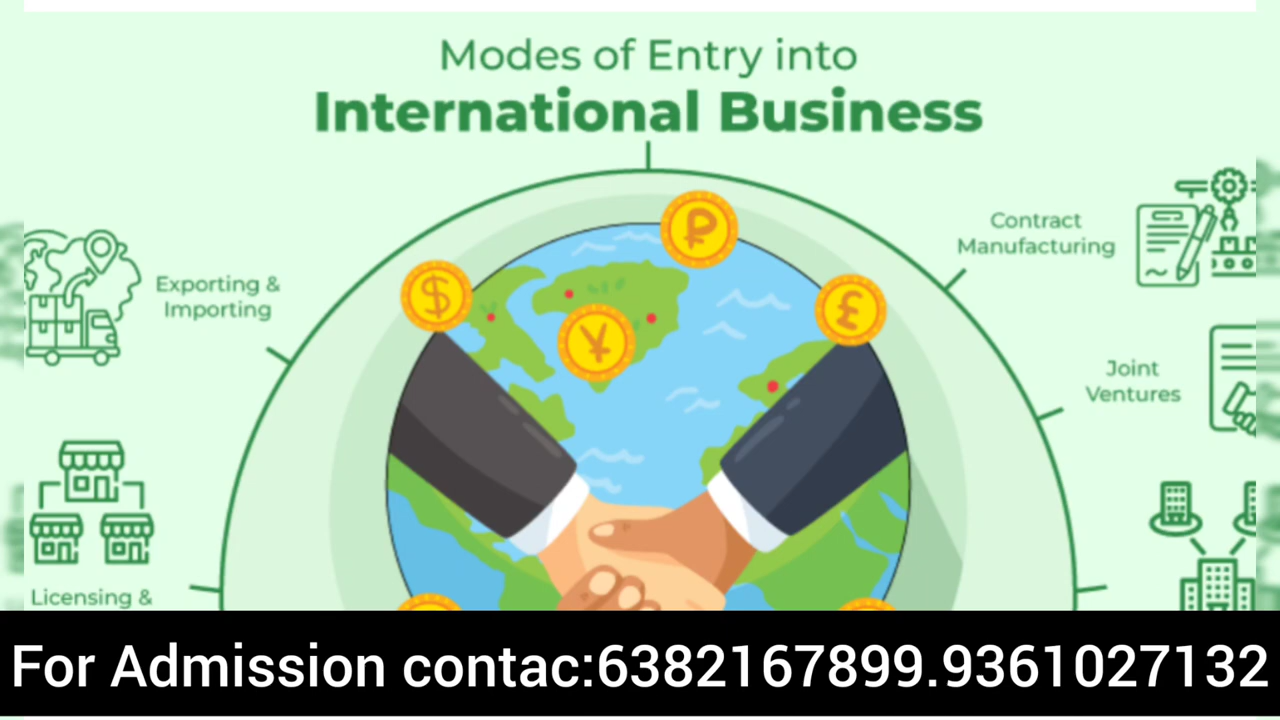 Modes of Entry into
International Business
Exporting &
Importing
Contract
Manufacturing
Joint
Ventures
Licensing &
For Admission contac:6382167899.9361027132